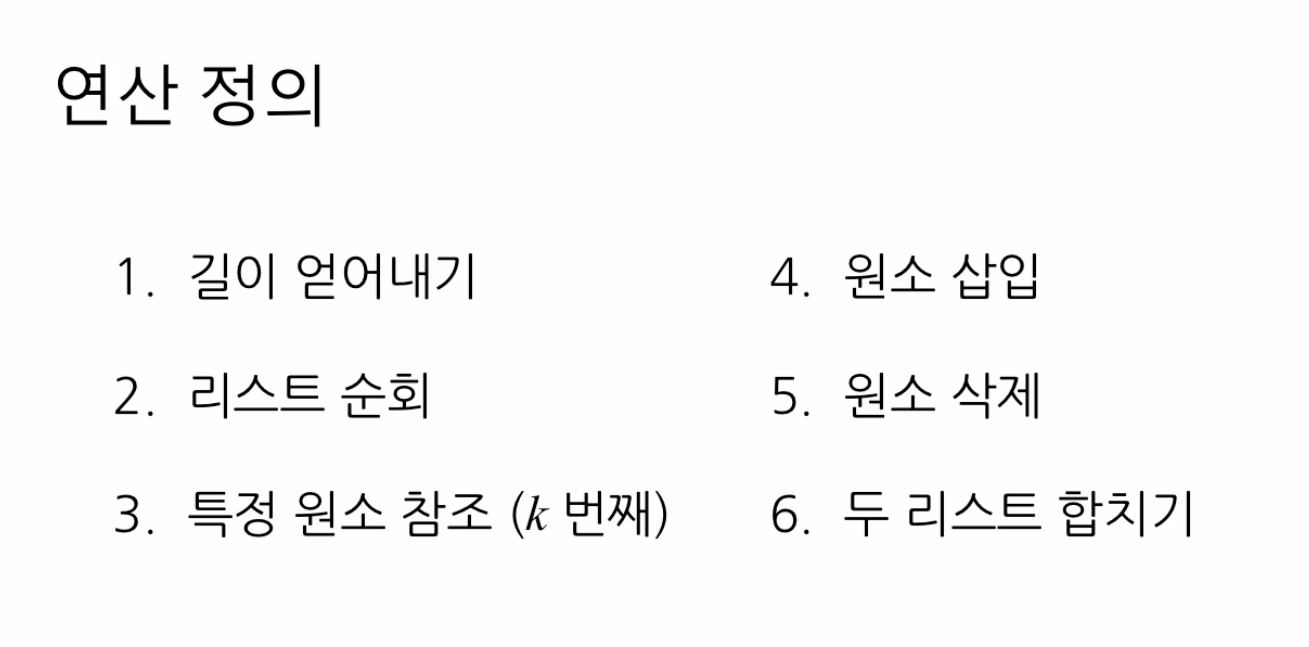 연산 정의
1. 길이 얻어내기
2. 리스트 순회
3. 특정 원소 참조 (k 번째)
4. 원소 삽입
5. 원소 삭제
6. 두 리스트 합치기